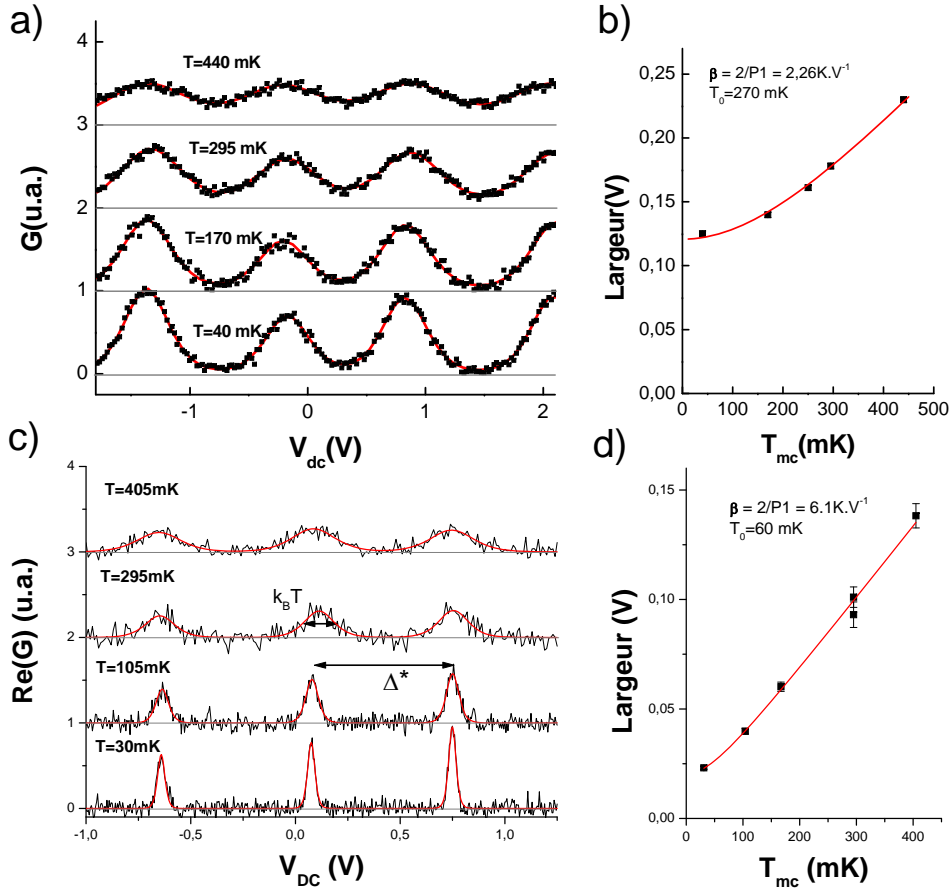 a)
4
3
2
1
0
G(u.a.)
T=440 mK
T=295 mK
T=170 mK
T=40 mK
-1
0
1
2
V_dc(V)
b)
0,25
0,20
0,15
0,10
0,05
0,00
Largeur(V)
β = 2/P1 = 2,26K.V⁻¹
T₀=270 mK
0
100
200
300
400
500
T_mc(mK)
c)
4
3
2
1
0
Re(G) (u.a.)
T=405mK
T=295mK
k_BT
T=105mK
Δ*
T=30mK
-1,0
-0,5
0,0
0,5
1,0
V_DC (V)
d)
0,15
0,10
0,05
0,00
Largeur (V)
β = 2/P1 = 6.1K.V⁻¹
T₀=60 mK
0
100
200
300
400
T_mc (mK)